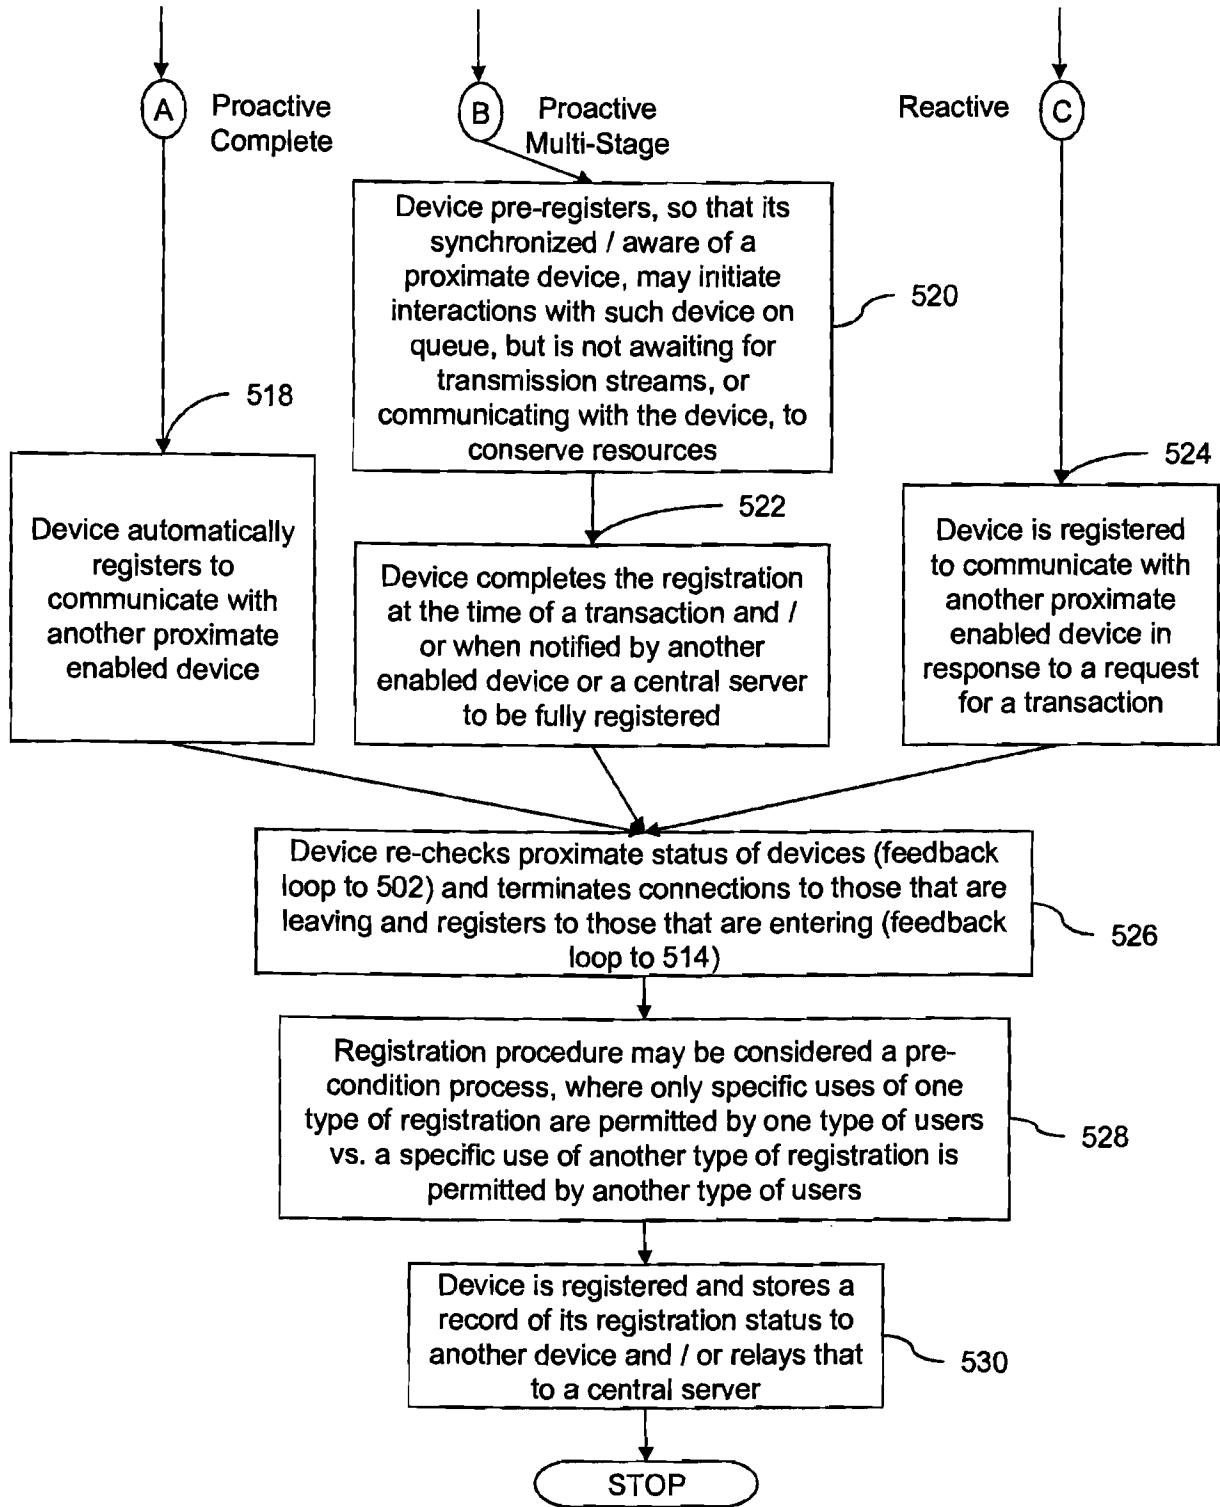 A
Proactive
Complete
B
Proactive
Multi-Stage
Reactive
C
Device pre-registers, so that its
synchronized / aware of a
proximate device, may initiate
interactions with such device on
queue, but is not awaiting for
transmission streams, or
communicating with the device, to
conserve resources
520
518
Device automatically
registers to
communicate with
another proximate
enabled device
522
Device completes the registration
at the time of a transaction and /
or when notified by another
enabled device or a central server
to be fully registered
524
Device is registered
to communicate with
another proximate
enabled device in
response to a request
for a transaction
Device re-checks proximate status of devices (feedback
loop to 502) and terminates connections to those that are
leaving and registers to those that are entering (feedback
loop to 514)
526
Registration procedure may be considered a pre-
condition process, where only specific uses of one
type of registration are permitted by one type of users
vs. a specific use of another type of registration is
permitted by another type of users
528
Device is registered and stores a
record of its registration status to
another device and / or relays that
to a central server
530
STOP